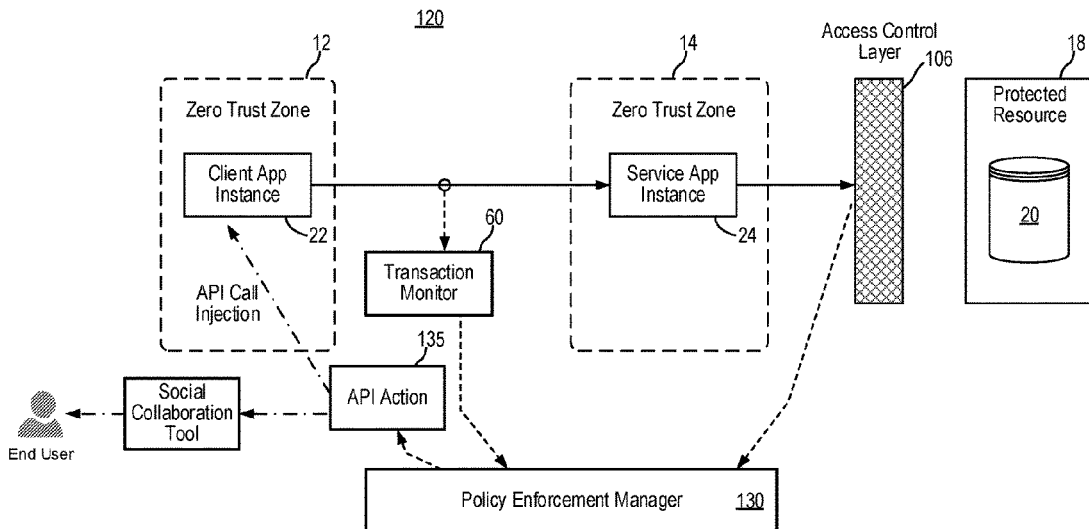 120
12
14
Access Control
Layer
106
18
Zero Trust Zone
Zero Trust Zone
Protected
Resource
Client App
Instance
Service App
Instance
22
60
24
20
Transaction
Monitor
API Call
Injection
135
API Action
Social
Collaboration
Tool
End User
Policy Enforcement Manager
130